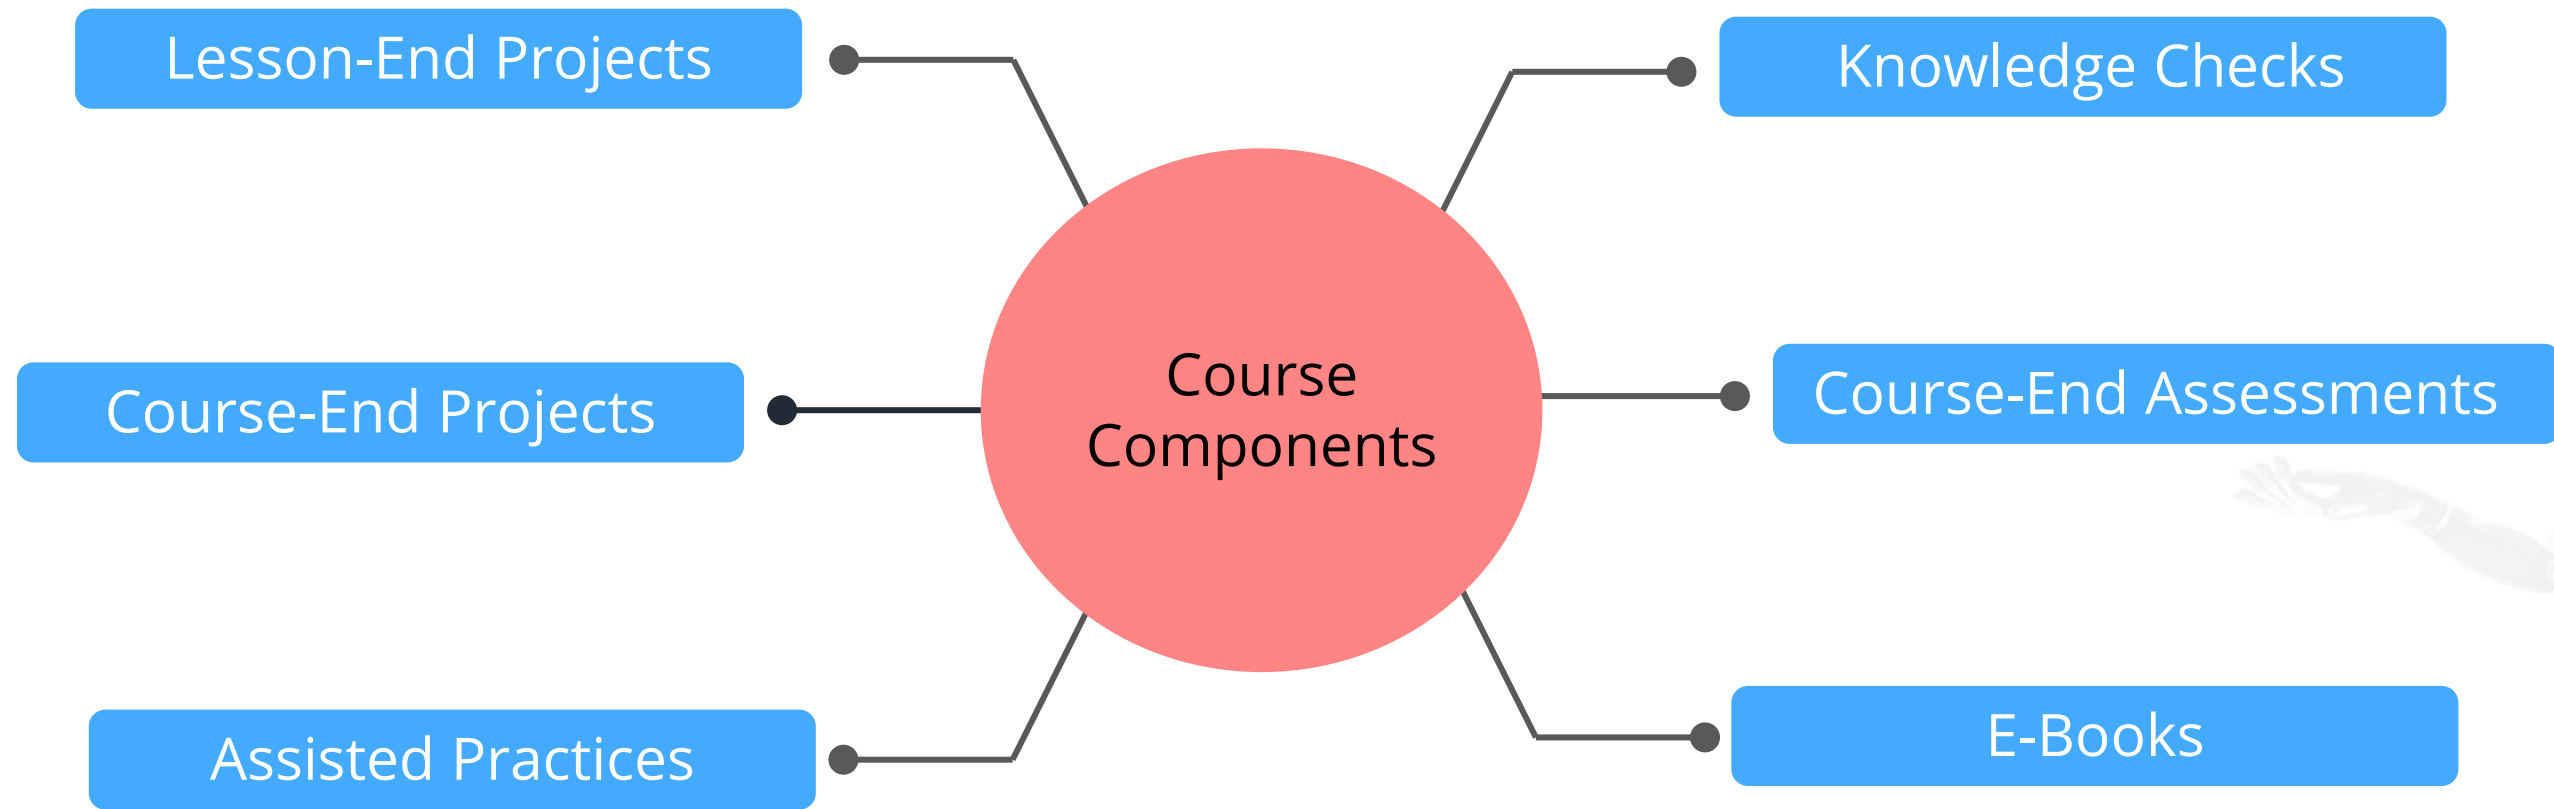 Lesson-End Projects
Knowledge Checks
Course-End Projects
Course
Components
Course-End Assessments
Assisted Practices
E-Books